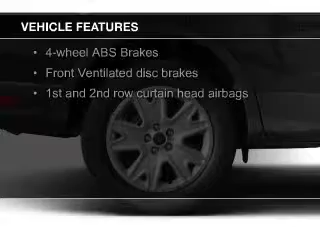 VEHICLE FEATURES
• 4-wheel ABS Brakes
• Front Ventilated disc brakes
• 1st and 2nd row curtain head airbags